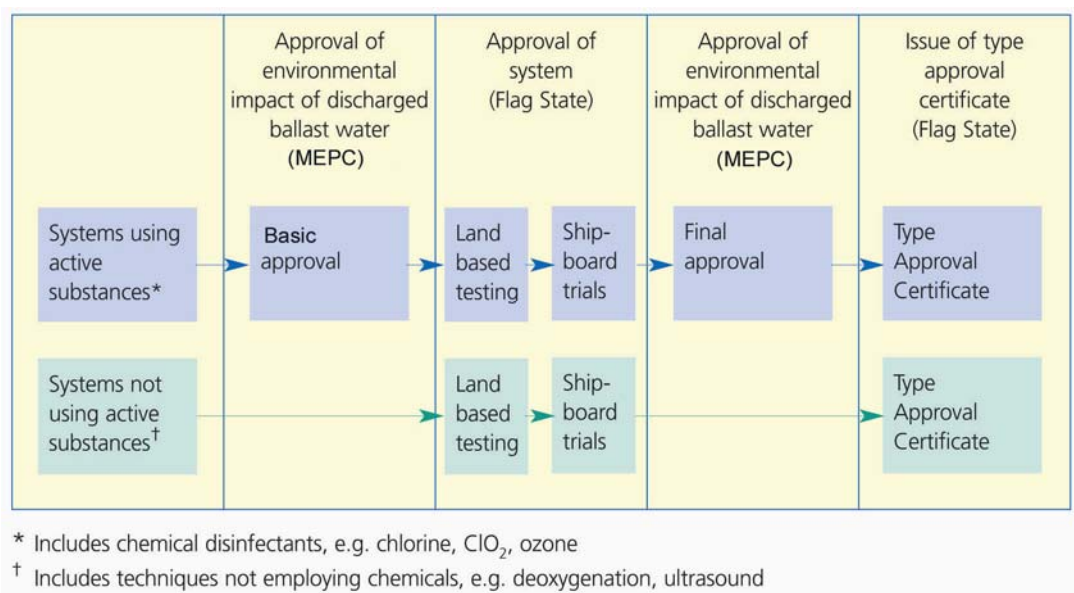 Approval of
environmental
impact of discharged
ballast water
(MEPC)
Approval of
system
(Flag State)
Approval of
environmental
impact of discharged
ballast water
(MEPC)
Issue of type
approval
certificate
(Flag State)
Systems using
active
substances*
Basic
approval
Land
based
testing
Ship-
board
trials
Final
approval
Type
Approval
Certificate
Systems not
using active
substances†
Land
based
testing
Ship-
board
trials
Type
Approval
Certificate
* Includes chemical disinfectants, e.g. chlorine, ClO₂, ozone
† Includes techniques not employing chemicals, e.g. deoxygenation, ultrasound